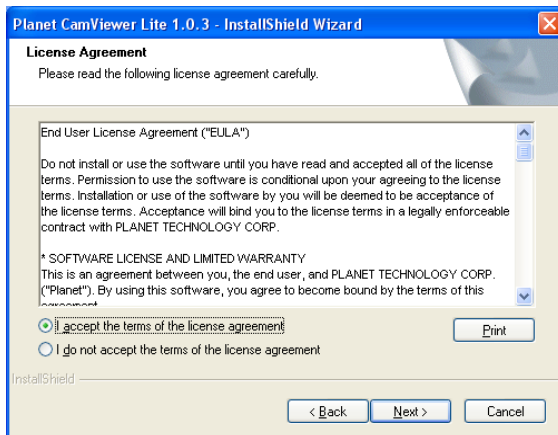 Planet CamViewer Lite 1.0.3 - InstallShield Wizard
License Agreement
Please read the following license agreement carefully.
End User License Agreement ("EULA")
Do not install or use the software until you have read and accepted all of the license
terms. Permission to use the software is conditional upon your agreeing to the license
terms. Installation or use of the software by you will be deemed to be acceptance of
the license terms. Acceptance will bind you to the license terms in a legally enforceable
contract with PLANET TECHNOLOGY CORP.
* SOFTWARE LICENSE AND LIMITED WARRANTY
This is an agreement between you, the end user, and PLANET TECHNOLOGY CORP.
("Planet"). By using this software, you agree to become bound by the terms of this
agreement.
I accept the terms of the license agreement
Print
I do not accept the terms of the license agreement
InstallShield
< Back
Next >
Cancel